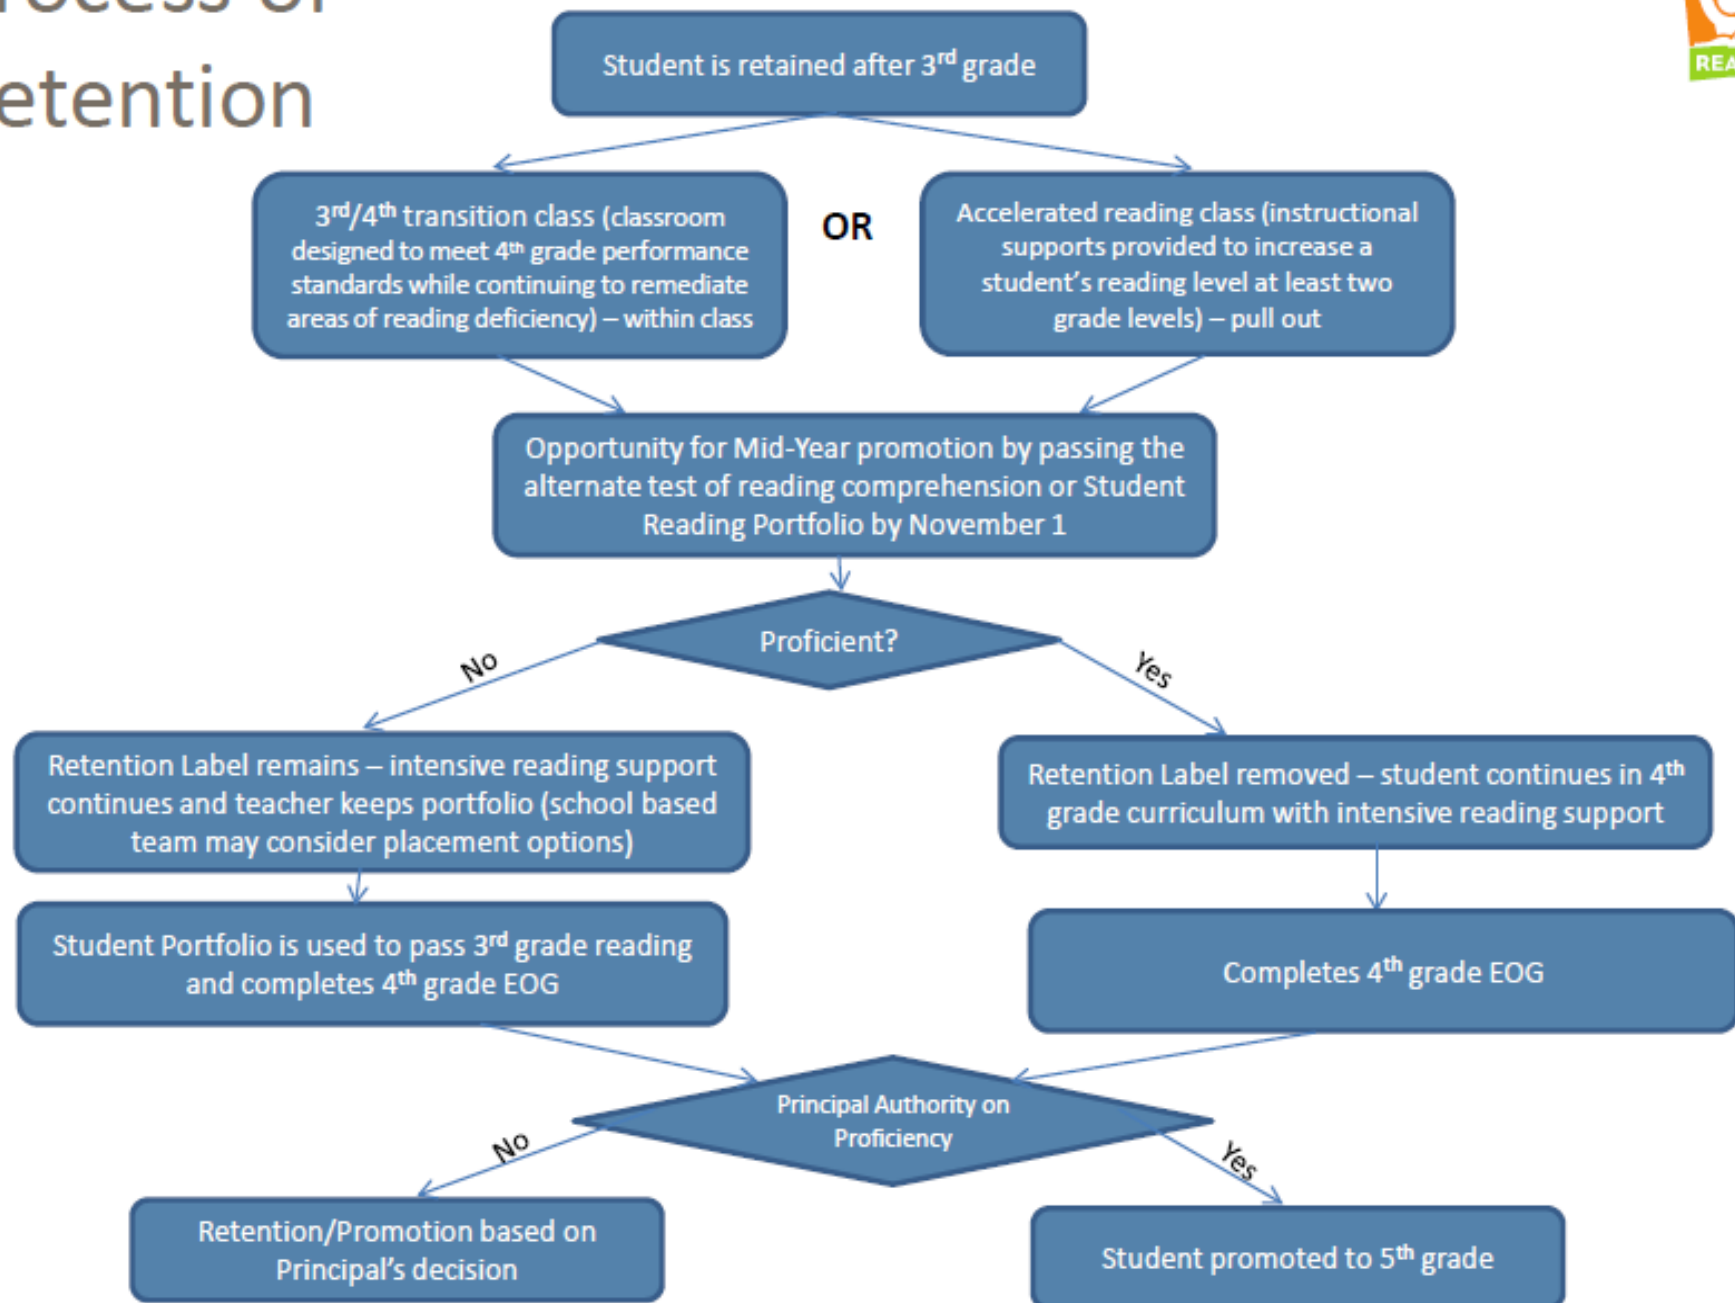 etention
Student is retained after 3rd grade
3rd/4th transition class (classroom
designed to meet 4th grade performance
standards while continuing to remediate
areas of reading deficiency) – within class
OR
Accelerated reading class (instructional
supports provided to increase a
student's reading level at least two
grade levels) – pull out
Opportunity for Mid-Year promotion by passing the
alternate test of reading comprehension or Student
Reading Portfolio by November 1
Proficient?
No
Yes
Retention Label remains – intensive reading support
continues and teacher keeps portfolio (school based
team may consider placement options)
Retention Label removed – student continues in 4th
grade curriculum with intensive reading support
Student Portfolio is used to pass 3rd grade reading
and completes 4th grade EOG
Completes 4th grade EOG
Principal Authority on
Proficiency
No
Yes
Retention/Promotion based on
Principal's decision
Student promoted to 5th grade